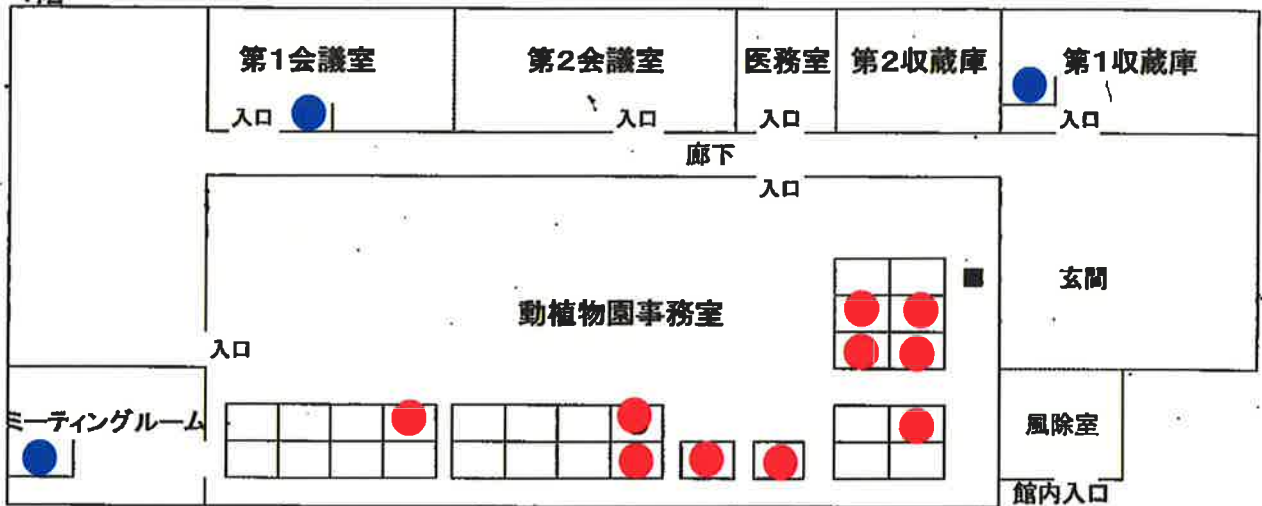 第1会議室
第2会議室
医務室
第2収蔵庫
第1収蔵庫
入口
入口
入口
入口
廊下
入口
玄関
動植物園事務室
入口
ミーティングルーム
風除室
館内入口